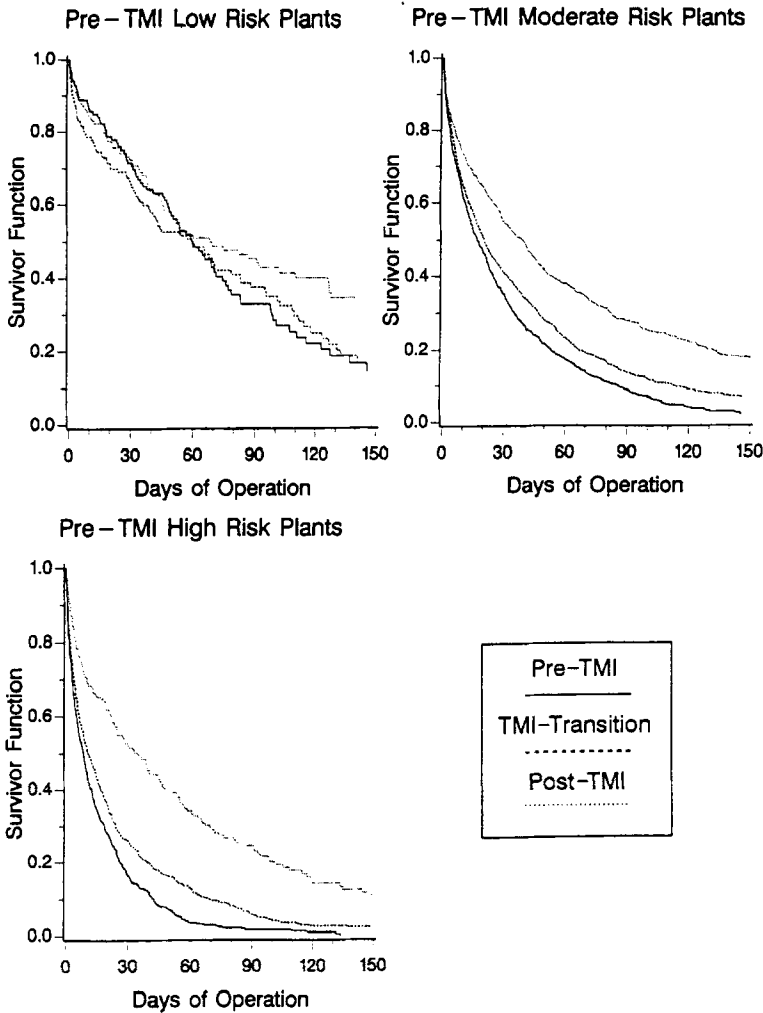 Pre-TMI Low Risk Plants
Survivor Function
1.0
0.8
0.6
0.4
0.2
0.0
0 30 60 90 120 150
Days of Operation
Pre-TMI Moderate Risk Plants
Survivor Function
1.0
0.8
0.6
0.4
0.2
0.0
0 30 60 90 120 150
Days of Operation
Pre-TMI High Risk Plants
Survivor Function
1.0
0.8
0.6
0.4
0.2
0.0
0 30 60 90 120 150
Days of Operation
Pre-TMI
TMI-Transition
Post-TMI